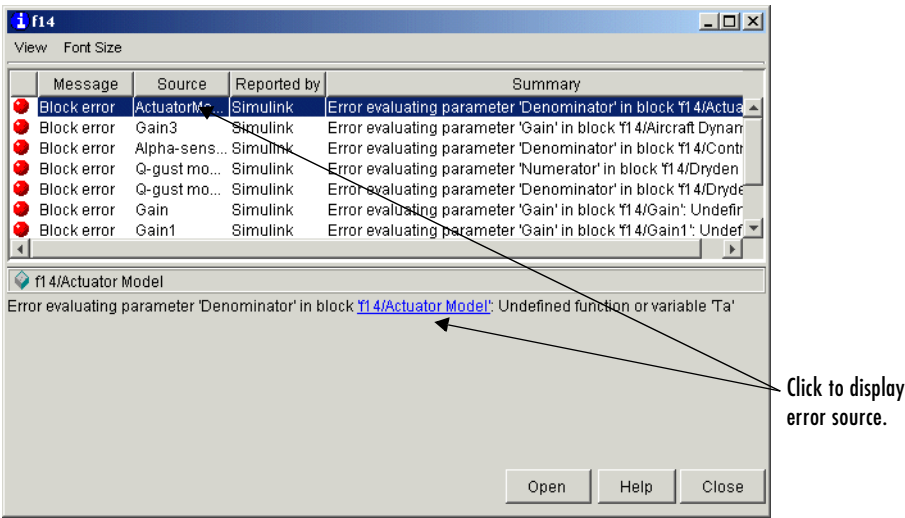 f14
View Font Size
Message Source Reported by Summary
Block error ActuatorMo... Simulink Error evaluating parameter 'Denominator' in block 'f14/Actua
Block error Gain3 Simulink Error evaluating parameter 'Gain' in block 'f14/Aircraft Dynam
Block error Alpha-sens... Simulink Error evaluating parameter 'Denominator' in block 'f14/Contr
Block error Q-gust mo... Simulink Error evaluating parameter 'Numerator' in block 'f14/Dryden
Block error Q-gust mo... Simulink Error evaluating parameter 'Denominator' in block 'f14/Dryde
Block error Gain Simulink Error evaluating parameter 'Gain' in block 'f14/Gain': Undefin
Block error Gain1 Simulink Error evaluating parameter 'Gain' in block 'f14/Gain1': Undef
f14/Actuator Model
Error evaluating parameter 'Denominator' in block 'f14/Actuator Model': Undefined function or variable 'Ta'
Click to display
error source.
Open Help Close